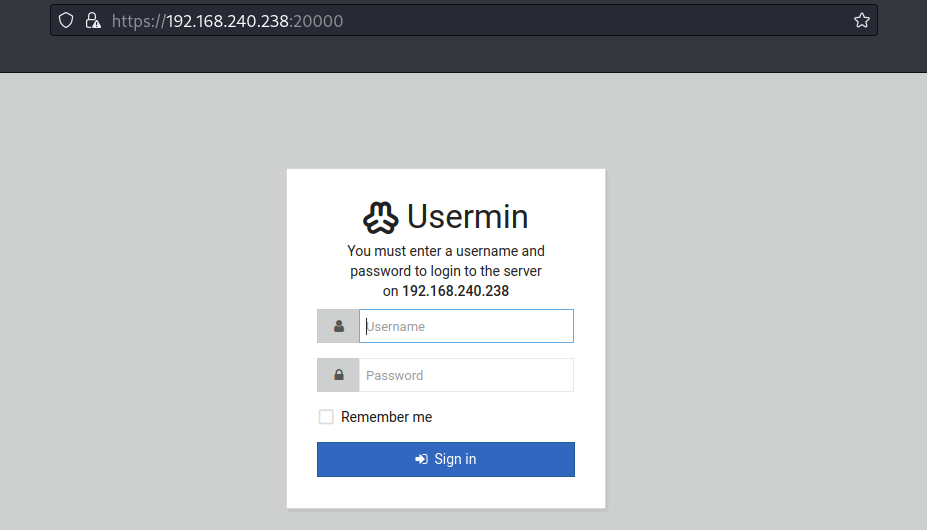 https://192.168.240.238:20000
Usermin
You must enter a username and
password to login to the server
on 192.168.240.238
Username
Password
Remember me
Sign in